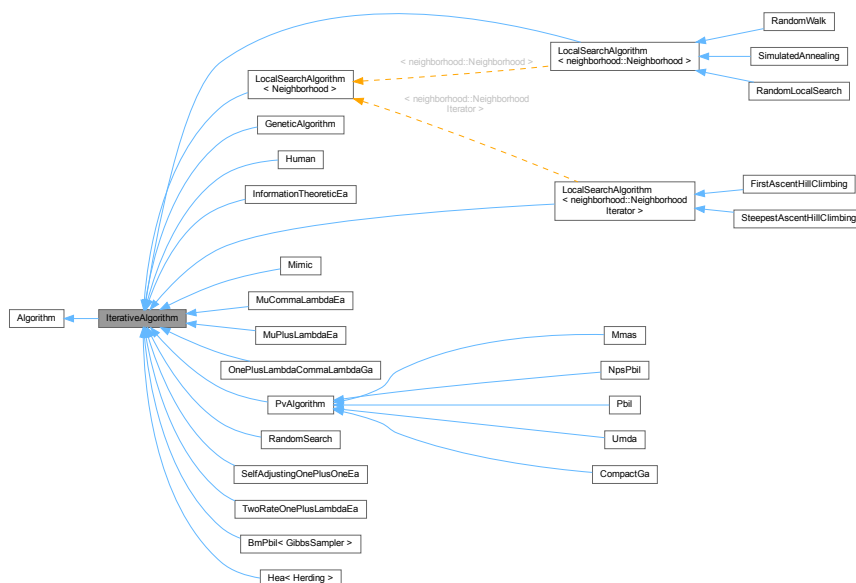 RandomWalk
LocalSearchAlgorithm
< neighborhood::Neighborhood >
SimulatedAnnealing
RandomLocalSearch
< neighborhood::Neighborhood >
LocalSearchAlgorithm
< Neighborhood >
< neighborhood::Neighborhood
Iterator >
GeneticAlgorithm
Human
InformationTheoreticEa
LocalSearchAlgorithm
< neighborhood::Neighborhood
Iterator >
FirstAscentHillClimbing
SteepestAscentHillClimbing
Mimic
MuCommaLambdaEa
Algorithm
IterativeAlgorithm
MuPlusLambdaEa
OnePlusLambdaCommaLambdaGa
PvAlgorithm
Mmas
NpsPbil
Pbil
Umda
CompactGa
RandomSearch
SelfAdjustingOnePlusOneEa
TwoRateOnePlusLambdaEa
BmPbil< GibbsSampler >
Hea< Herding >